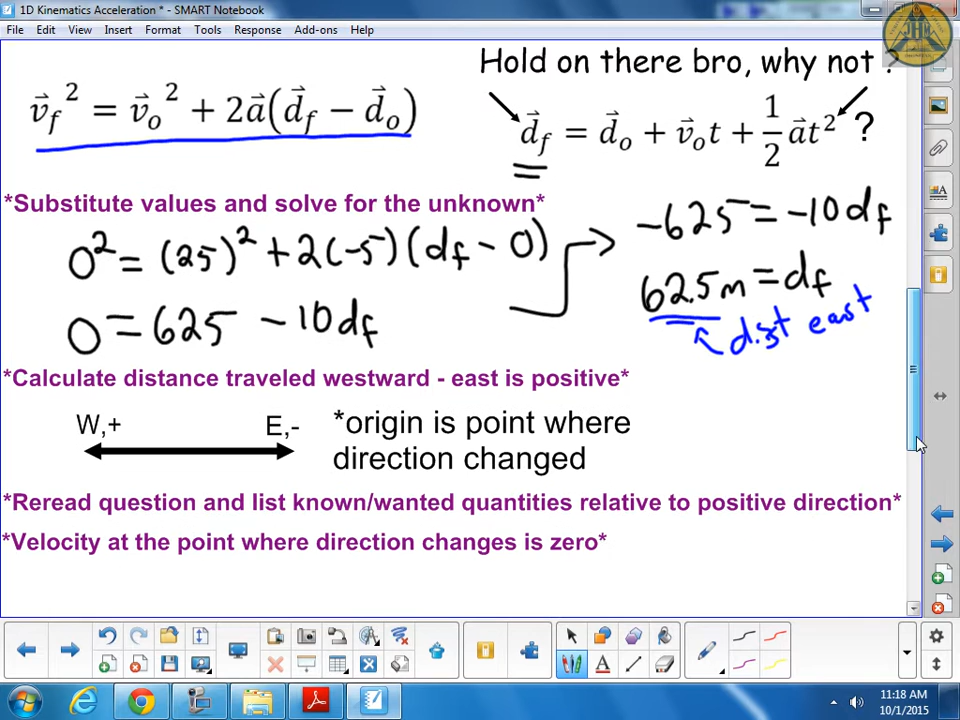 1D Kinematics Acceleration * - SMART Notebook
File Edit View Insert Format Tools Response Add-ons Help
Hold on there bro, why not ?
v⃗f² = v⃗o² + 2a⃗(d⃗f − d⃗o)
d⃗f = d⃗o + v⃗ot + 1/2 a⃗t² ?
*Substitute values and solve for the unknown*
0² = (25)² + 2(-5)(df - 0)
0 = 625 - 10df
-625 = -10df
62.5m = df
dist east
*Calculate distance traveled westward - east is positive*
W,+ E,-
*origin is point where
direction changed
*Reread question and list known/wanted quantities relative to positive direction*
*Velocity at the point where direction changes is zero*
11:18 AM
10/1/2015